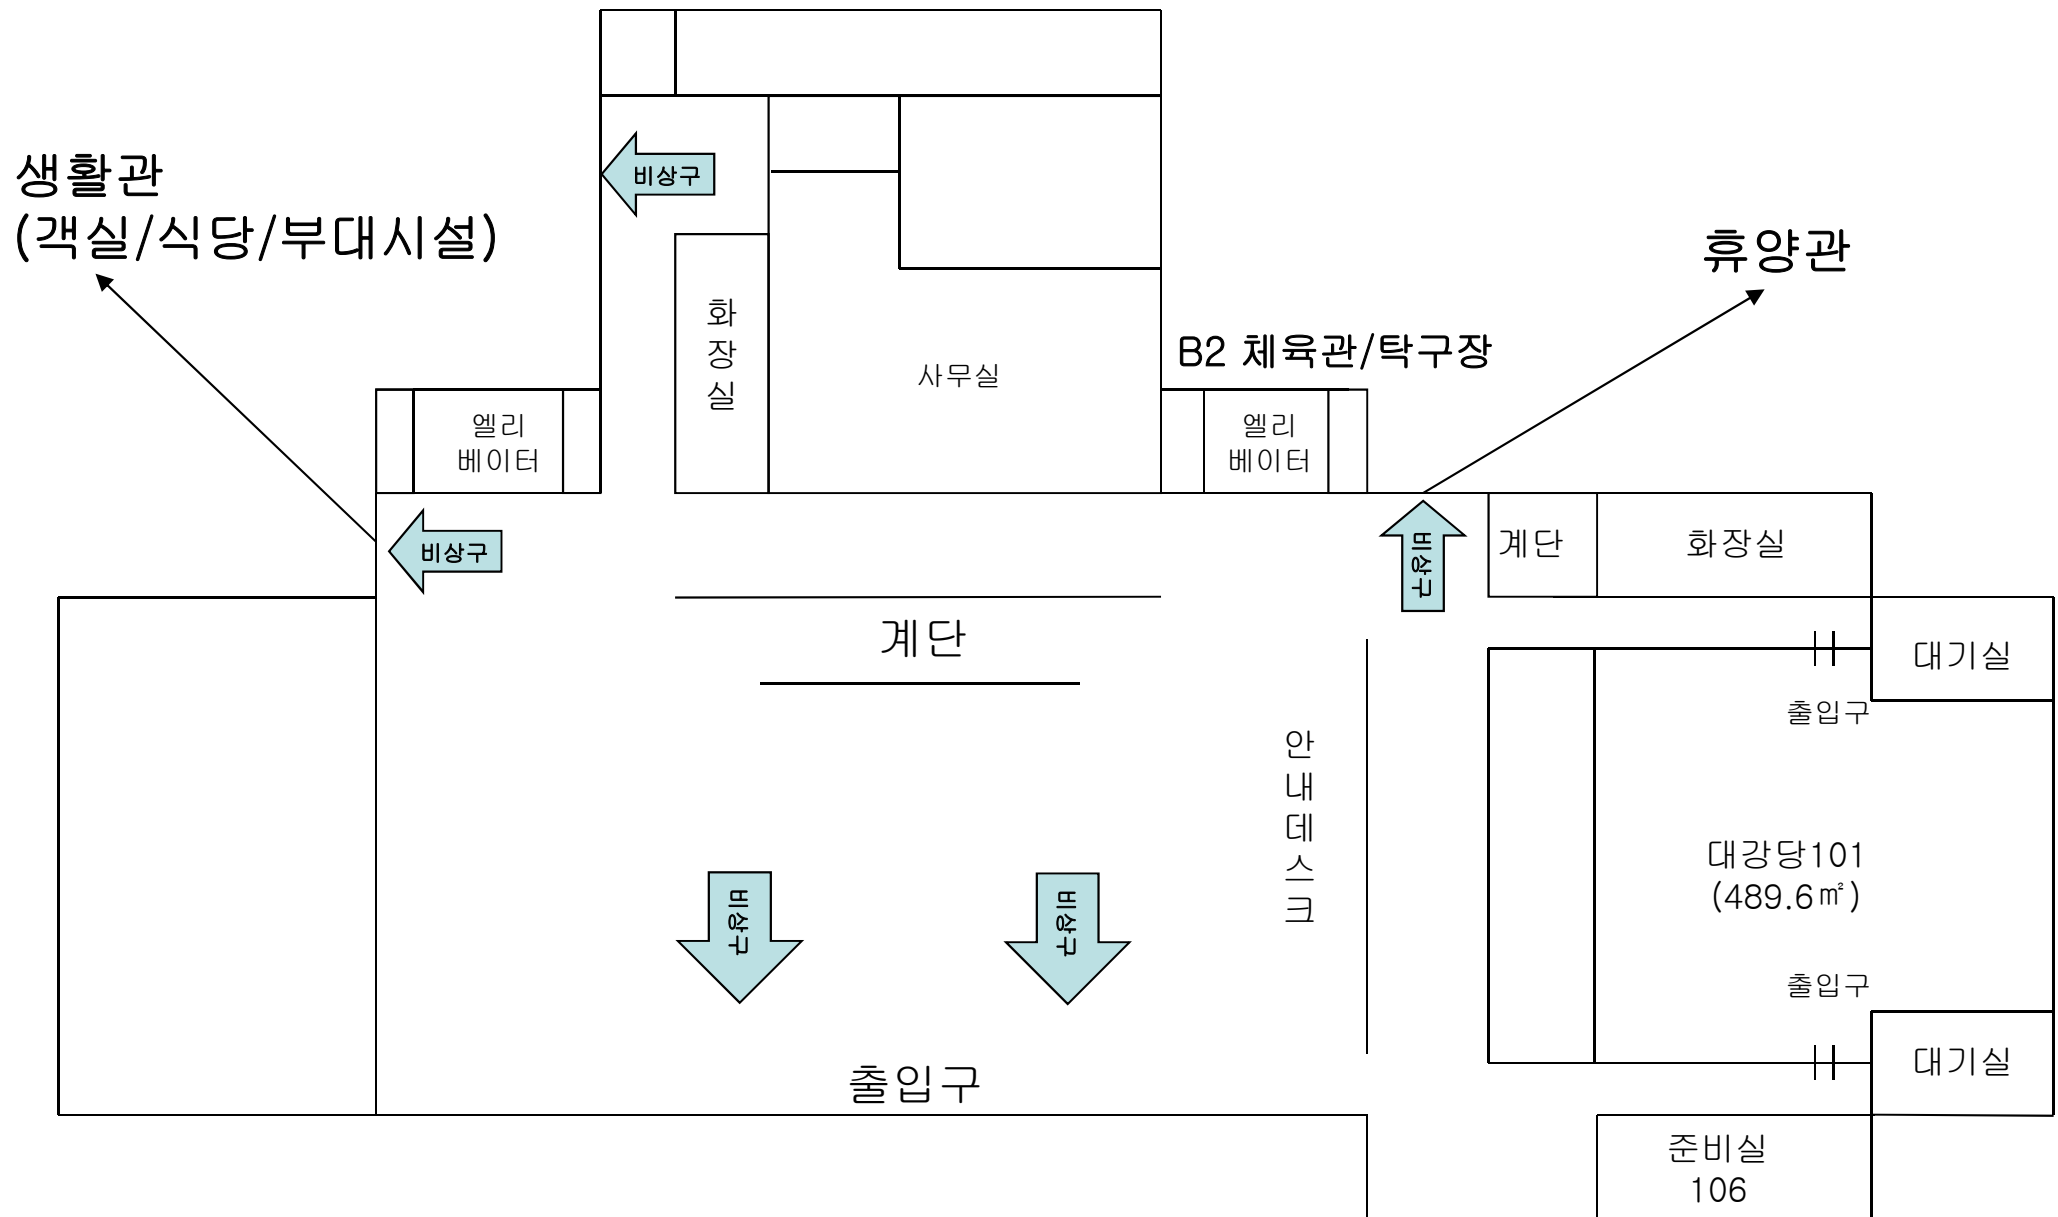 비상구
생활관
(객실/식당/부대시설)
휴양관
화장실
B2 체육관/탁구장
사무실
엘리
베이터
엘리
베이터
비상구
비상구
계단
화장실
계단
대기실
출입구
안내데스크
대강당101
(489.6㎡)
비상구
비상구
출입구
대기실
출입구
준비실
106